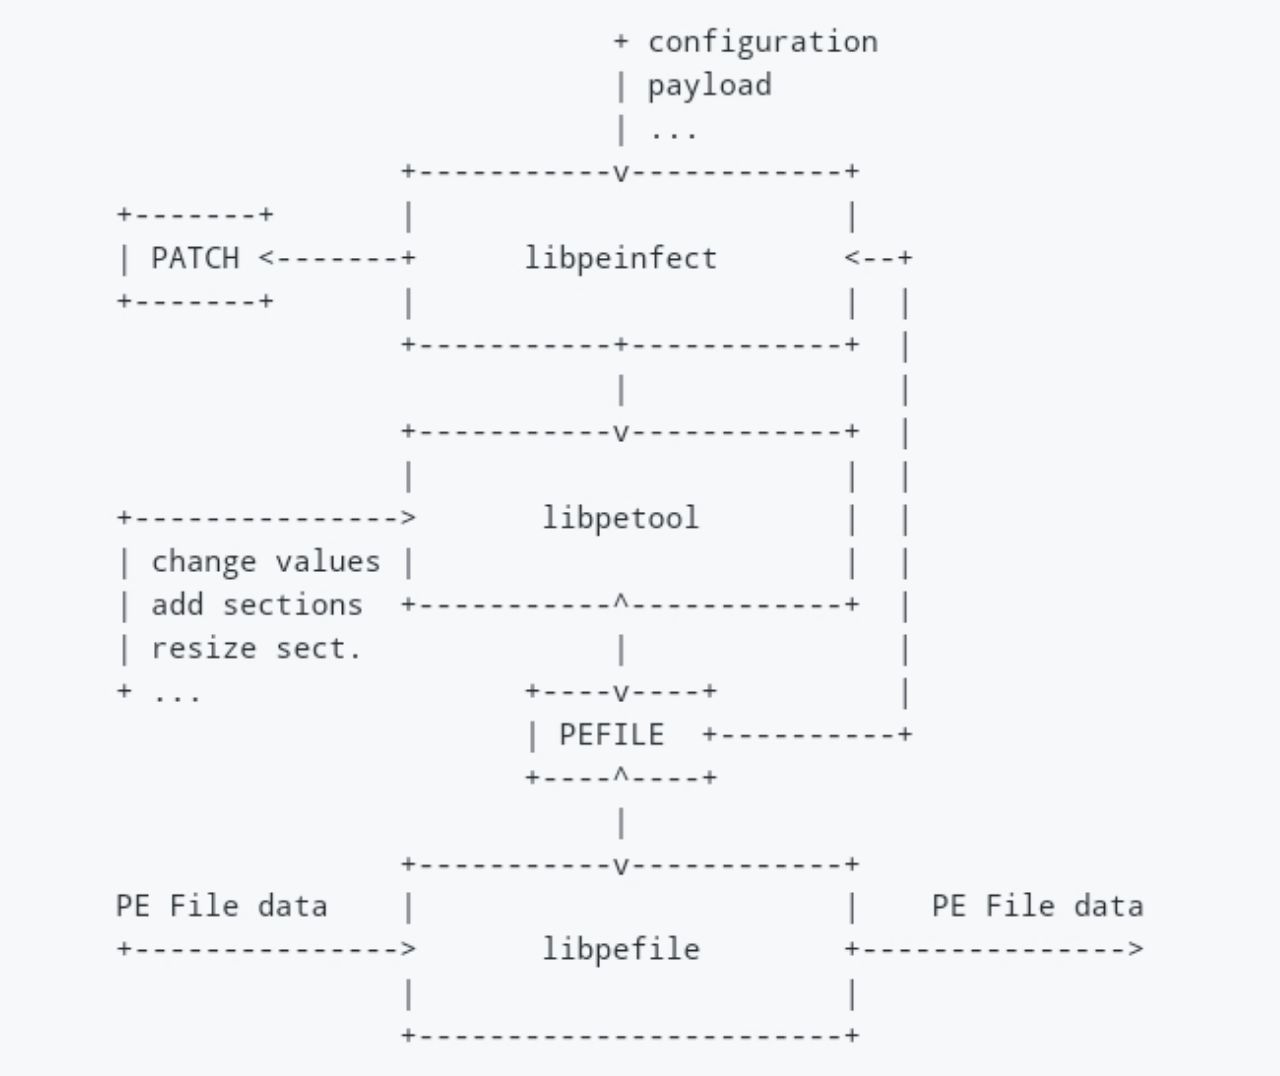 + configuration
                                                         | payload
                                                         | ...
                                 +-----------v------------+
+-------+       |                        |
| PATCH <-------+      libpeinfect       <--+
+-------+       |                        |  |
                +-----------+------------+  |
                            |               |
                +-----------v------------+  |
                |                        |  |
+--------------->       libpetool        |  |
| change values |                        |  |
| add sections  +-----------^------------+  |
| resize sect.              |               |
+ ...                  +----v----+          |
                       | PEFILE  +----------+
                       +----^----+
                            |
                +-----------v------------+
PE File data    |                        |    PE File data
+--------------->       libpefile        +--------------->
                |                        |
                +------------------------+